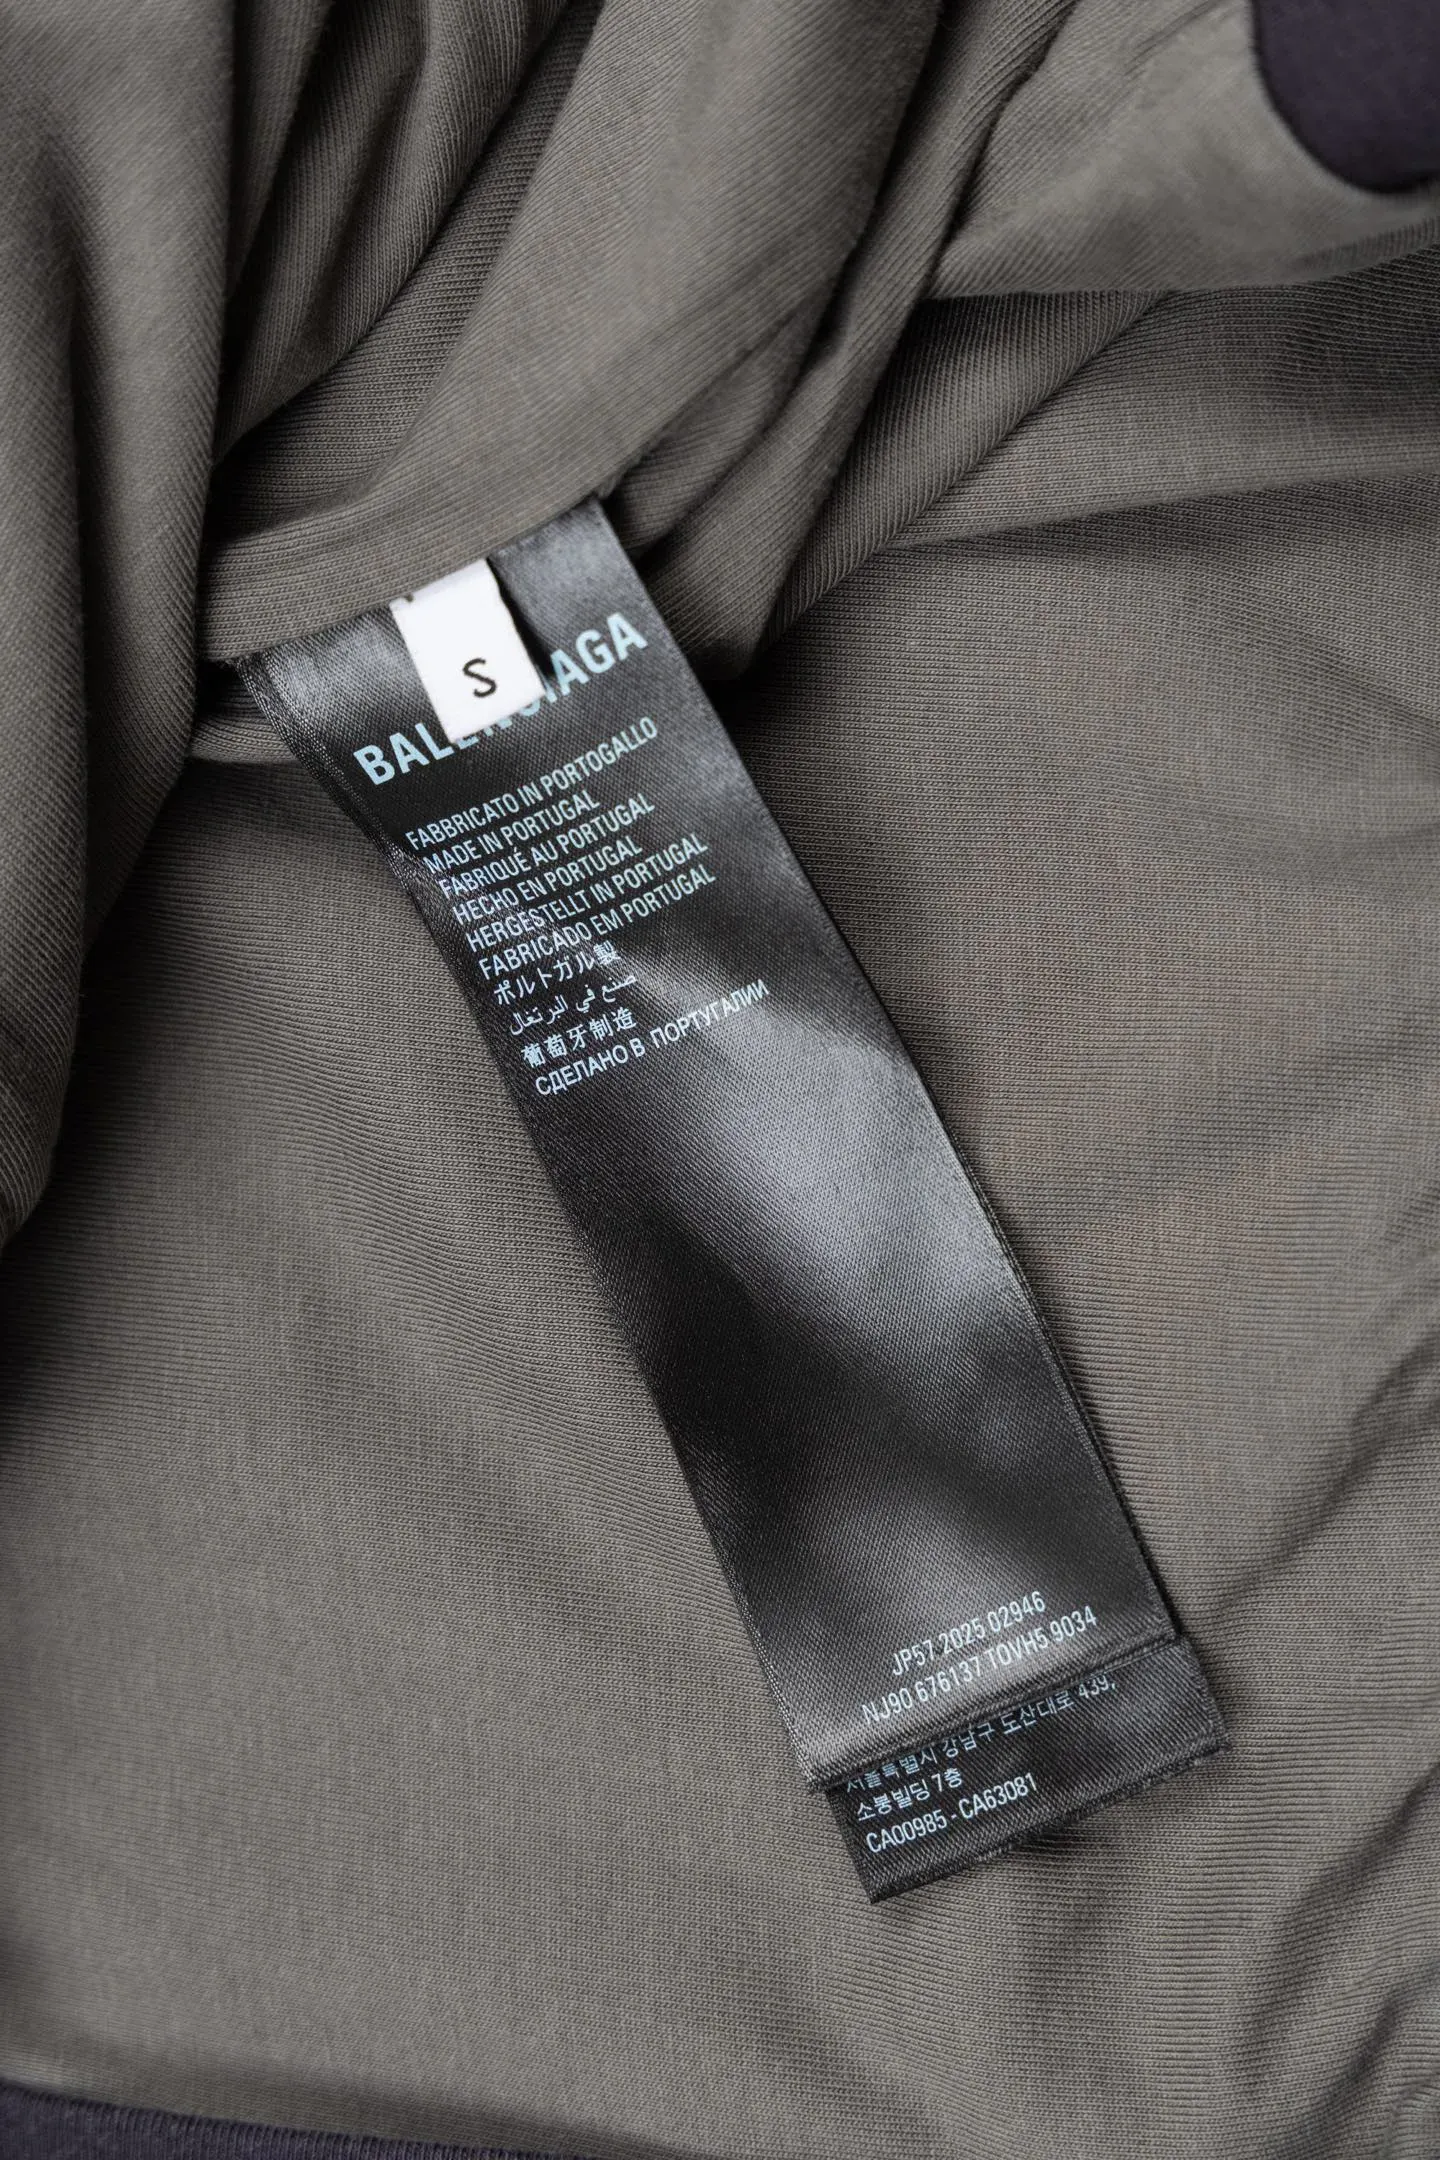 S
BALENCIAGA
FABBRICATO IN PORTOGALLO
MADE IN PORTUGAL
FABRIQUÉ AU PORTUGAL
HECHO EN PORTUGAL
HERGESTELLT IN PORTUGAL
FABRICADO EM PORTUGAL
ポルトガル製
صنع في البرتغال
葡萄牙制造
СДЕЛАНО В ПОРТУГАЛИИ
JP57 2025 02946
NJ90 676137 TOVH5 9034
서울특별시 강남구 도산대로 439,
소봉빌딩 7층
CA00985 - CA63081